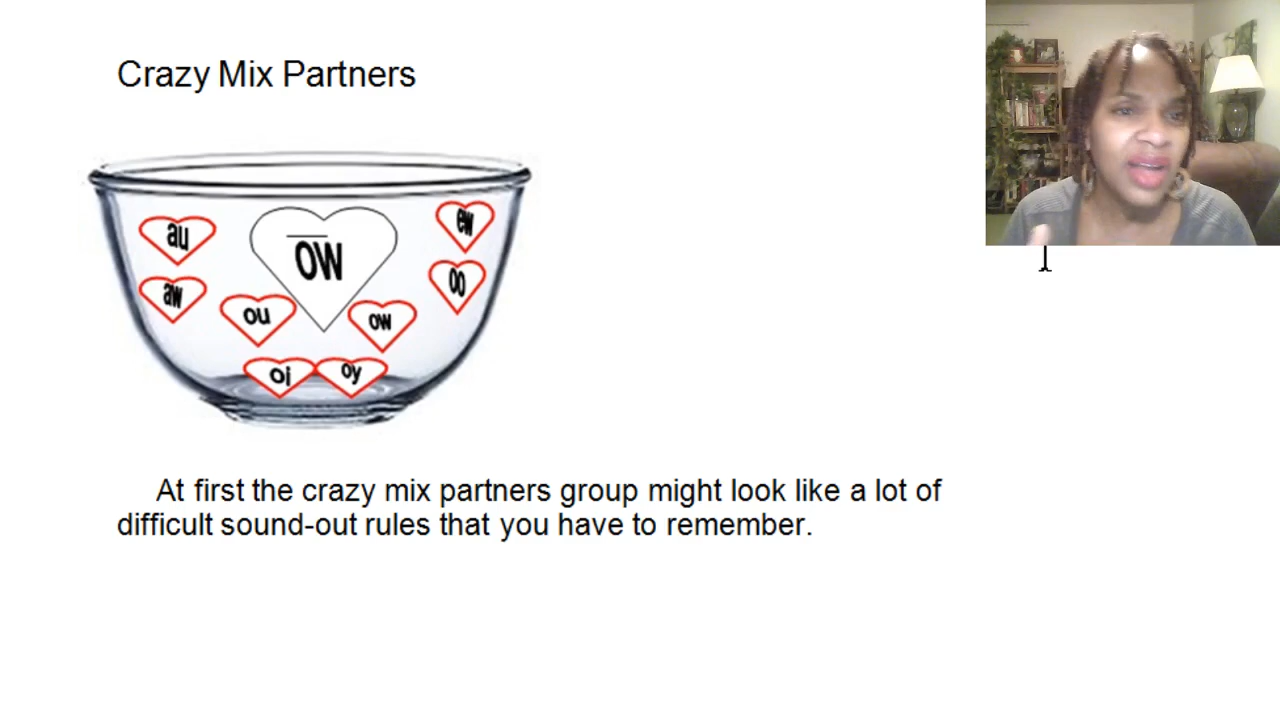 Crazy Mix Partners
au
ow
ew
aw
ou
ow
oo
oi
oy
At first the crazy mix partners group might look like a lot of
difficult sound-out rules that you have to remember.